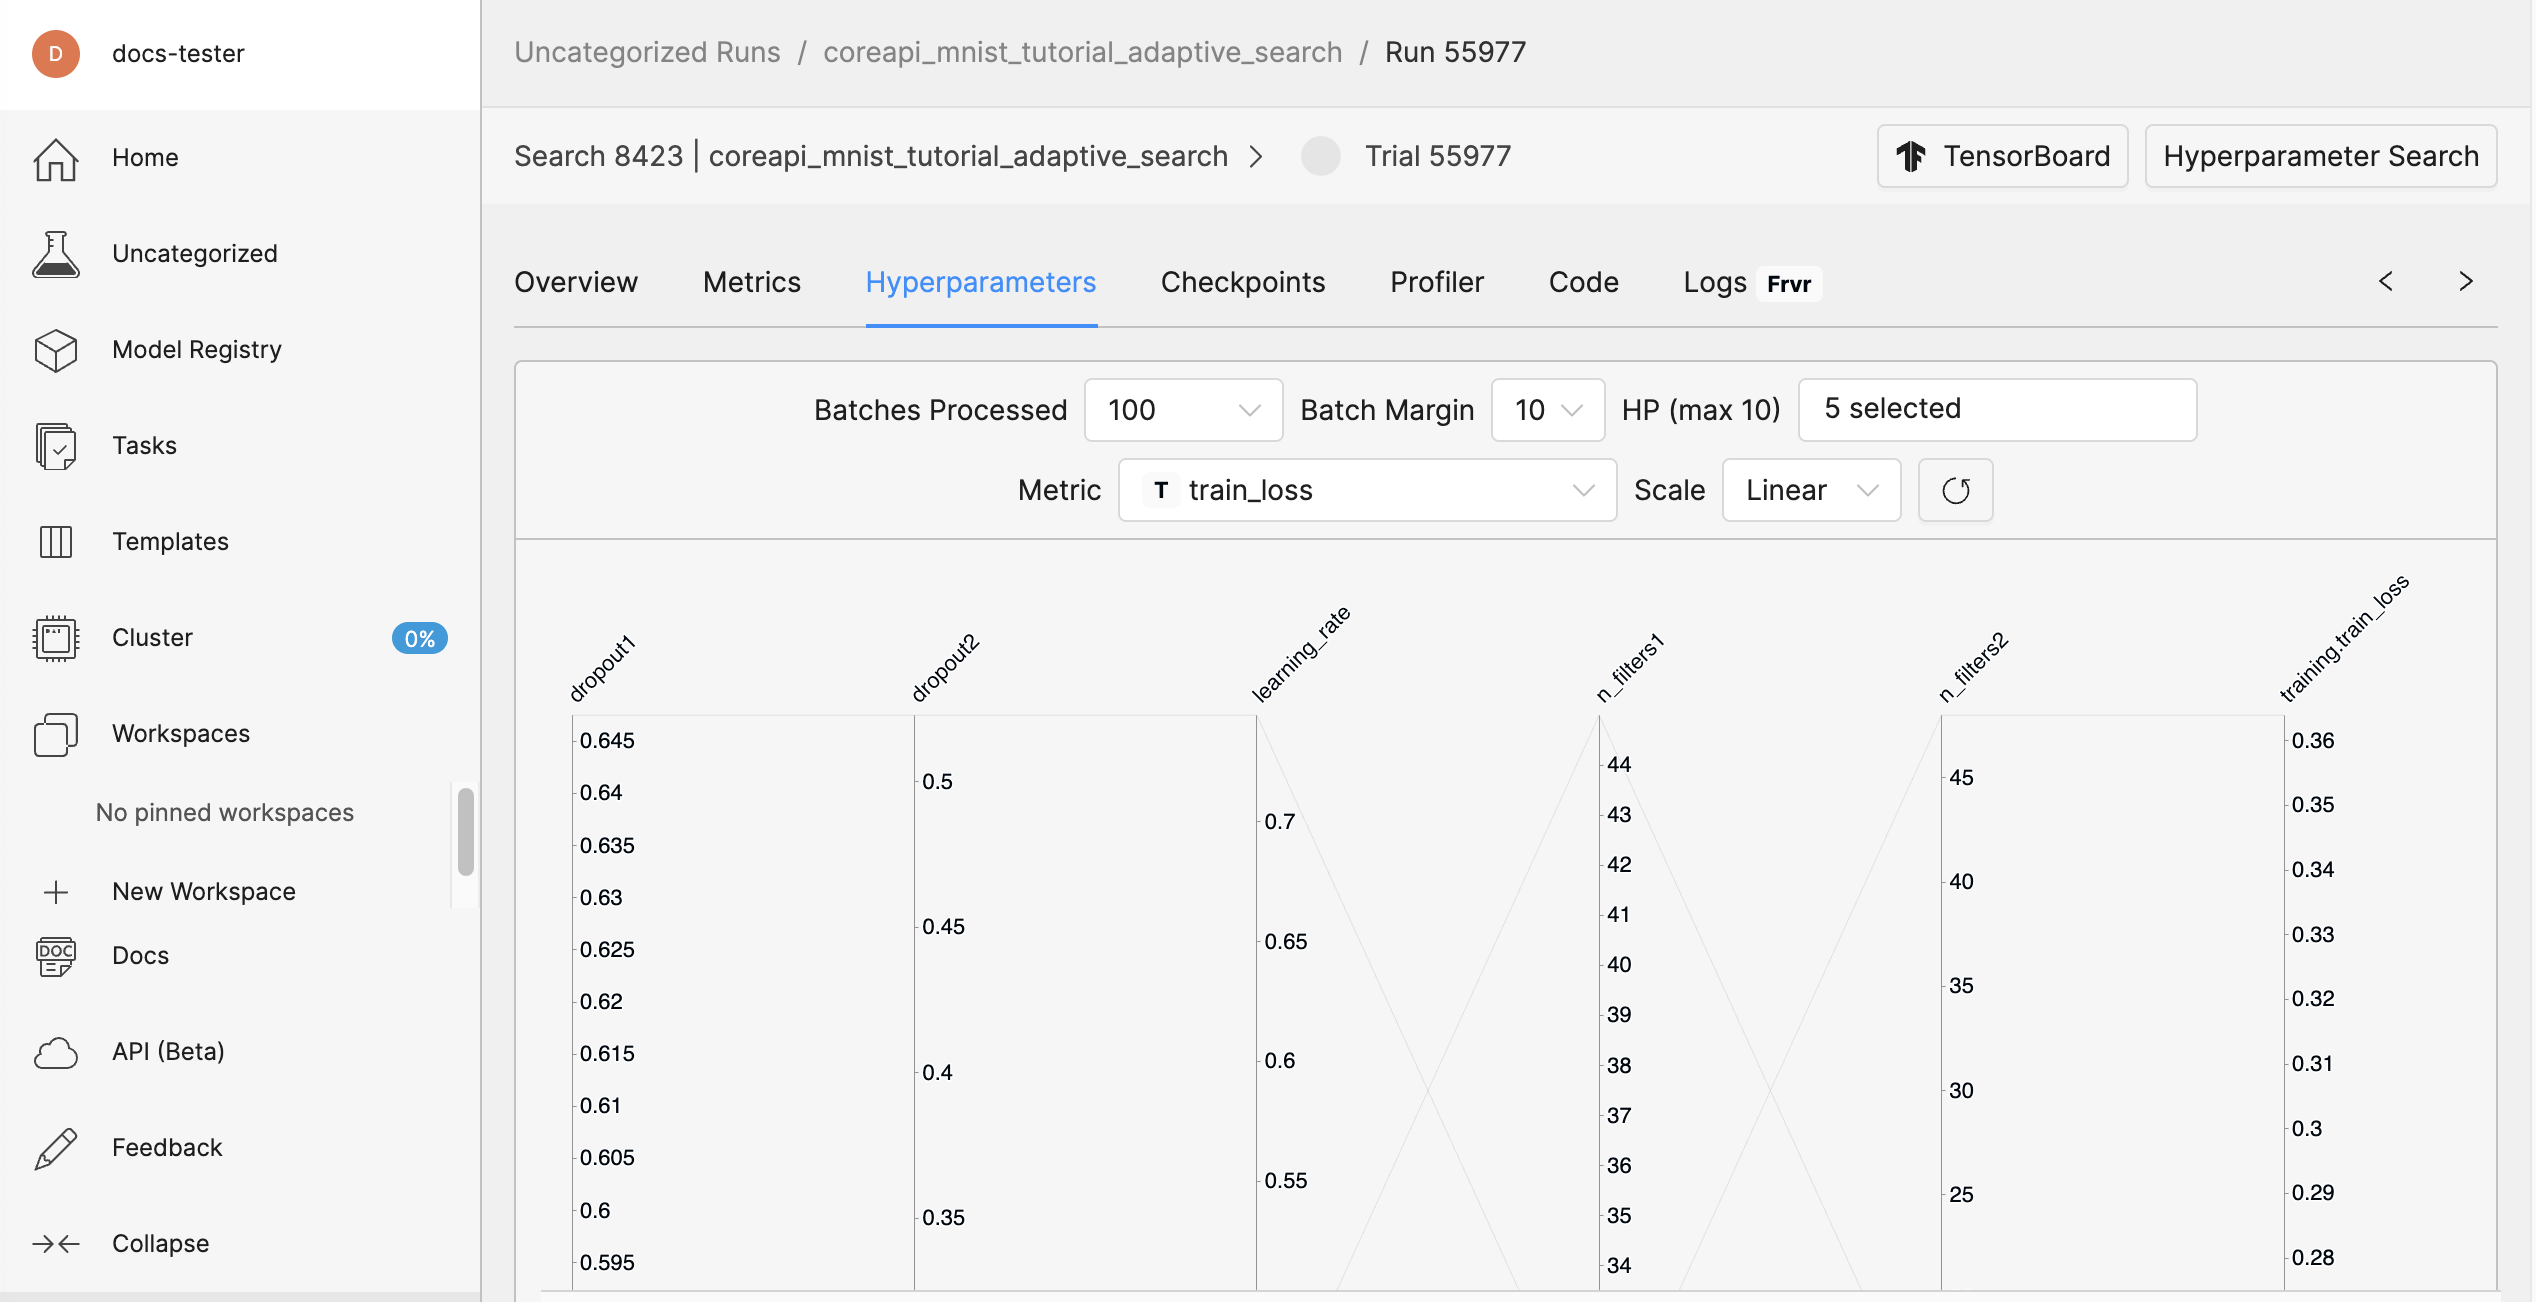 D docs-tester
Home
Uncategorized
Model Registry
Tasks
Templates
Cluster 0%
Workspaces
No pinned workspaces
New Workspace
DOC Docs
API (Beta)
Feedback
Collapse
Uncategorized Runs / coreapi_mnist_tutorial_adaptive_search / Run 55977
Search 8423 | coreapi_mnist_tutorial_adaptive_search > Trial 55977
TensorBoard
Hyperparameter Search
Overview Metrics Hyperparameters Checkpoints Profiler Code Logs Frvr
Batches Processed 100 Batch Margin 10 HP (max 10) 5 selected
Metric T train_loss Scale Linear
dropout1
0.645
0.64
0.635
0.63
0.625
0.62
0.615
0.61
0.605
0.6
0.595
dropout2
0.5
0.45
0.4
0.35
learning_rate
0.7
0.65
0.6
0.55
n_filters1
44
43
42
41
40
39
38
37
36
35
34
n_filters2
45
40
35
30
25
training.train_loss
0.36
0.35
0.34
0.33
0.32
0.31
0.3
0.29
0.28